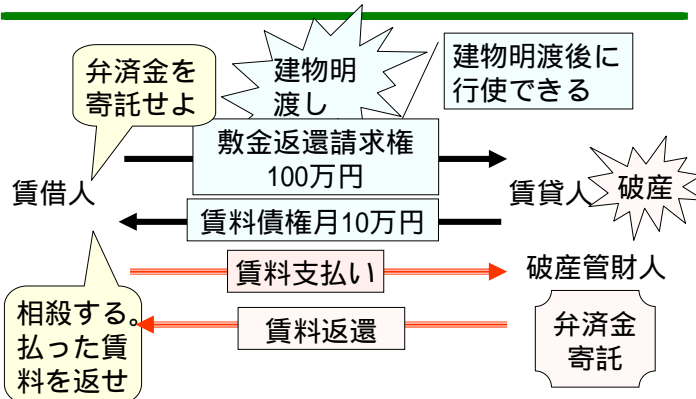 弁済金を
寄託せよ
建物明
渡し
建物明渡後に
行使できる
敷金返還請求権
100万円
賃借人
賃貸人
破産
賃料債権月10万円
賃料支払い
破産管財人
相殺する。
払った賃
料を返せ
賃料返還
弁済金
寄託